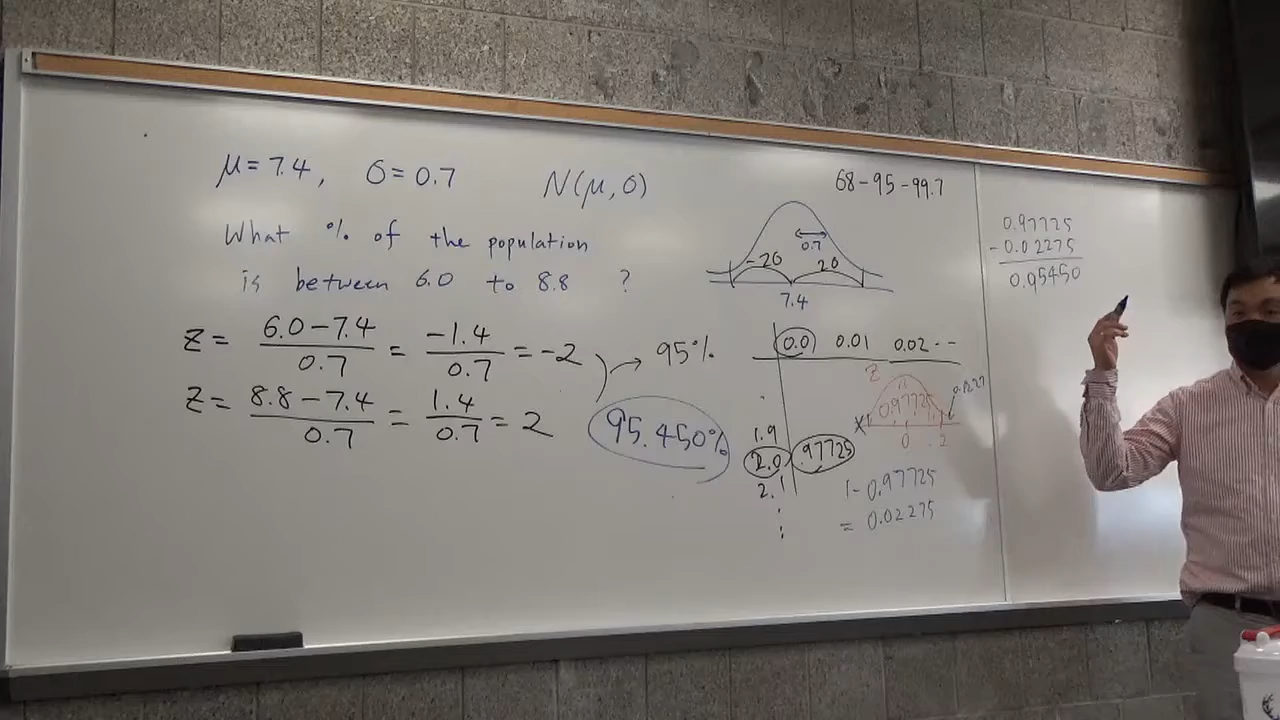 μ=7.4, σ=0.7 N(μ,σ)
What % of the population
is between 6.0 to 8.8 ?
z= 6.0-7.4/0.7 = -1.4/0.7 = -2
z= 8.8-7.4/0.7 = 1.4/0.7 = 2
95%
95.450%
68-95-99.7
0.7
-2σ 2σ
7.4
0.0 0.01 0.02--
1.9
2.0 .97725
2.1
z
0.97725
0 2
1-0.97725
= 0.02275
0.97725
-0.02275
0.95450